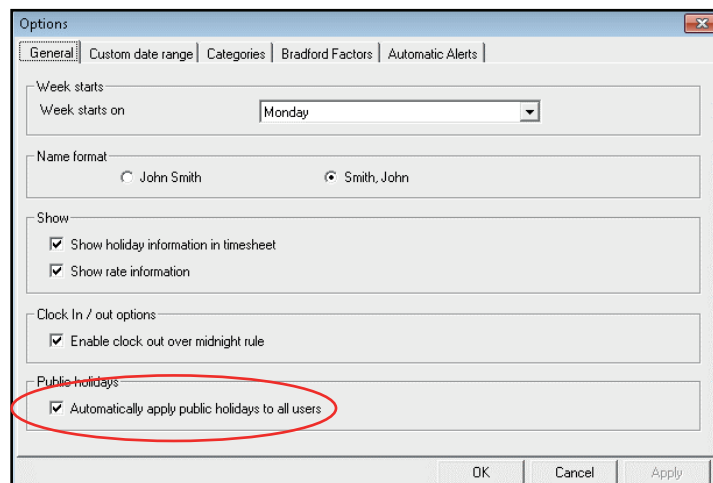 Options
General Custom date range Categories Bradford Factors Automatic Alerts
Week starts
Week starts on Monday
Name format
John Smith Smith, John
Show
Show holiday information in timesheet
Show rate information
Clock In / out options
Enable clock out over midnight rule
Public holidays
Automatically apply public holidays to all users
OK Cancel Apply